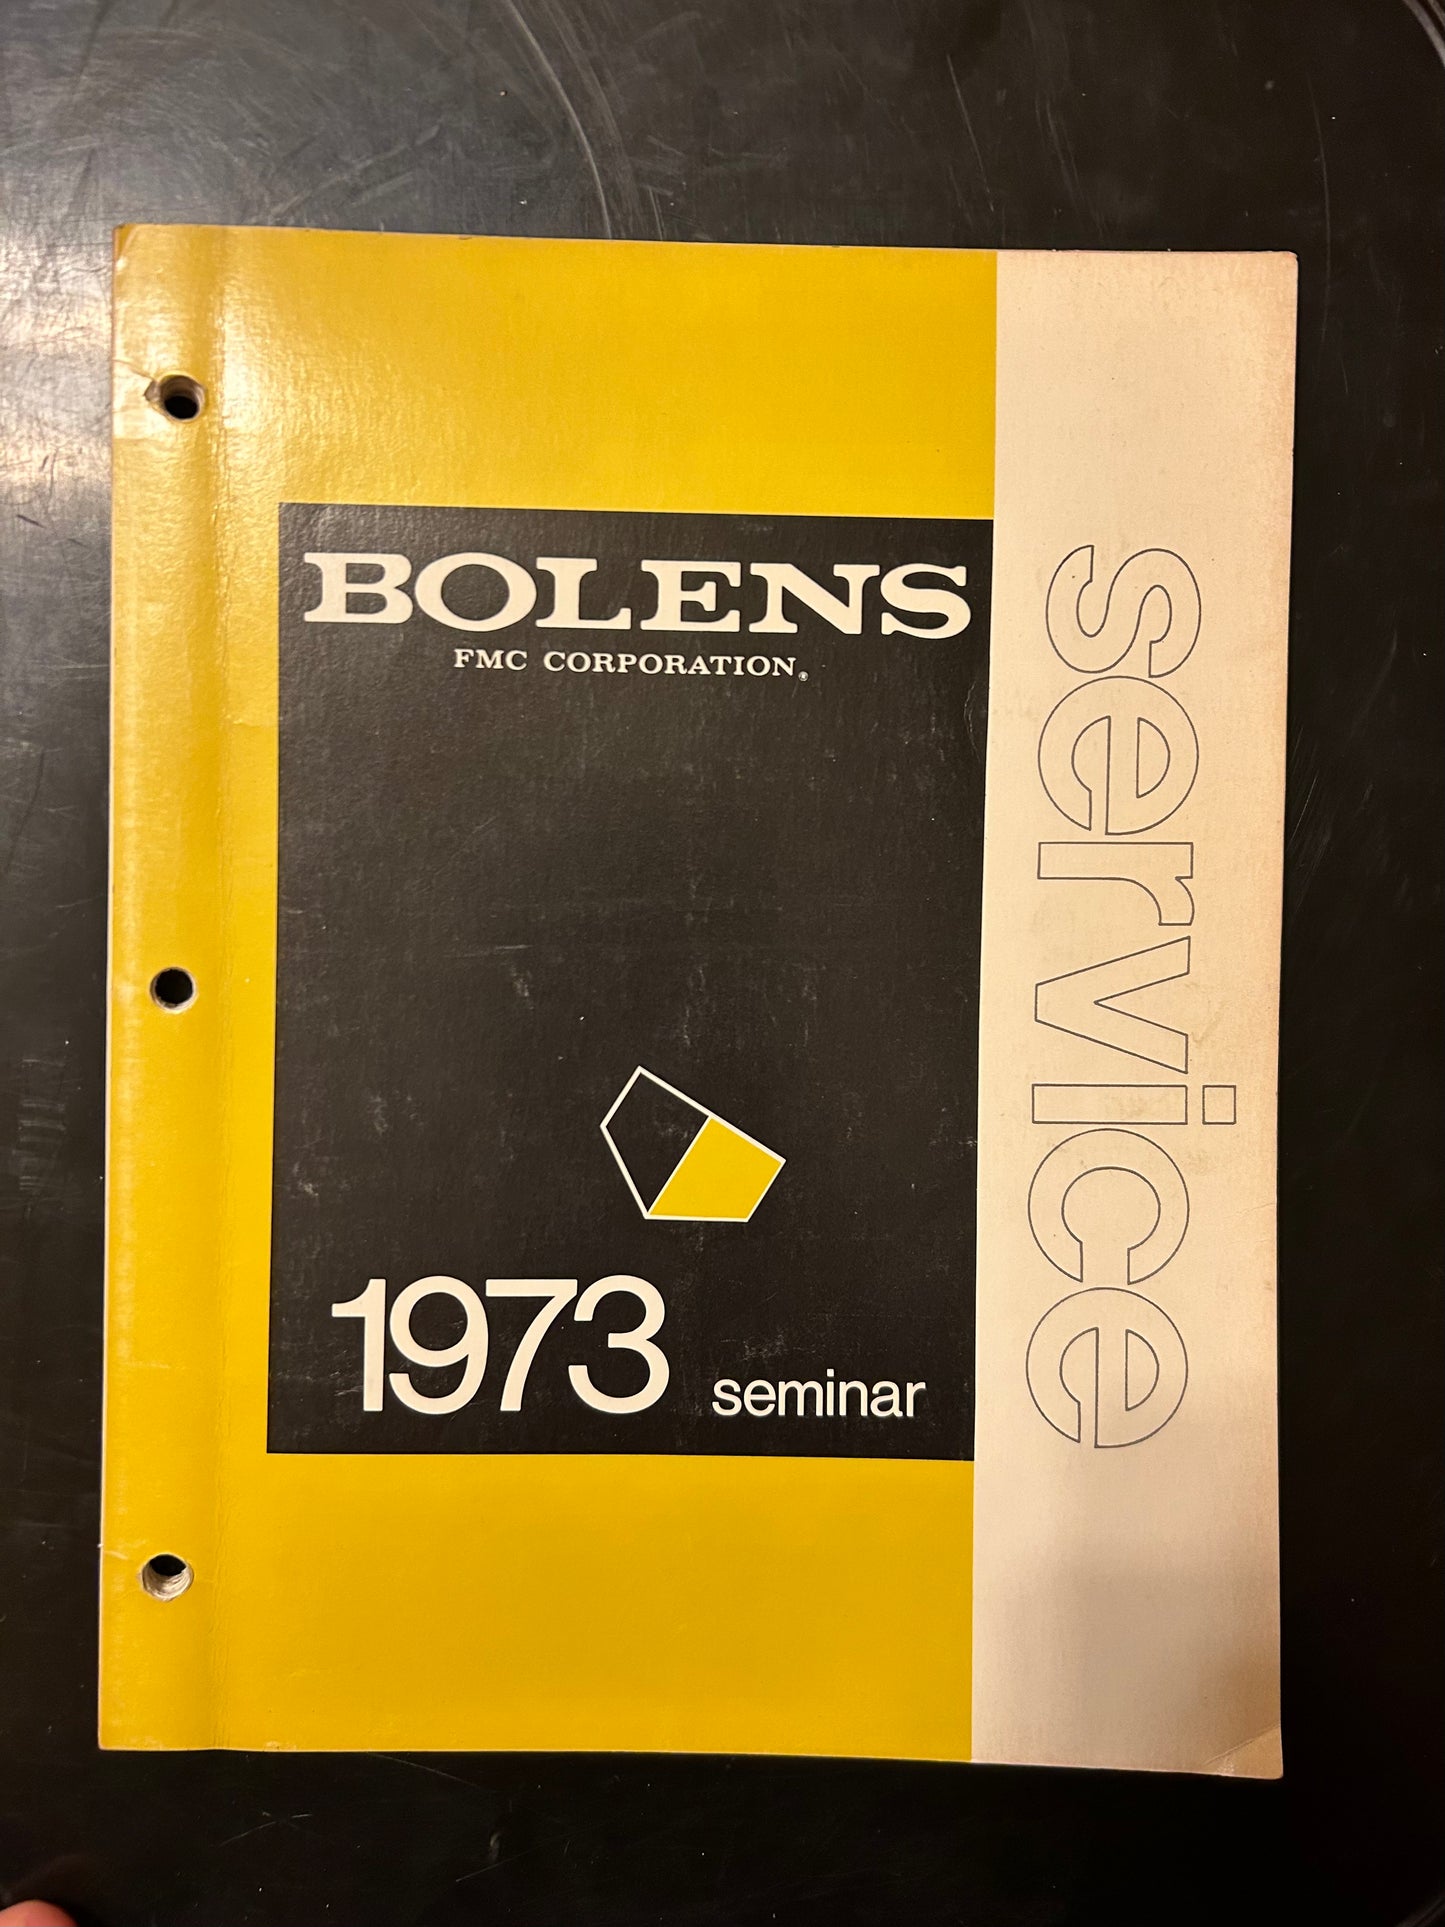 BOLENS
FMC CORPORATION®
1973 seminar
service